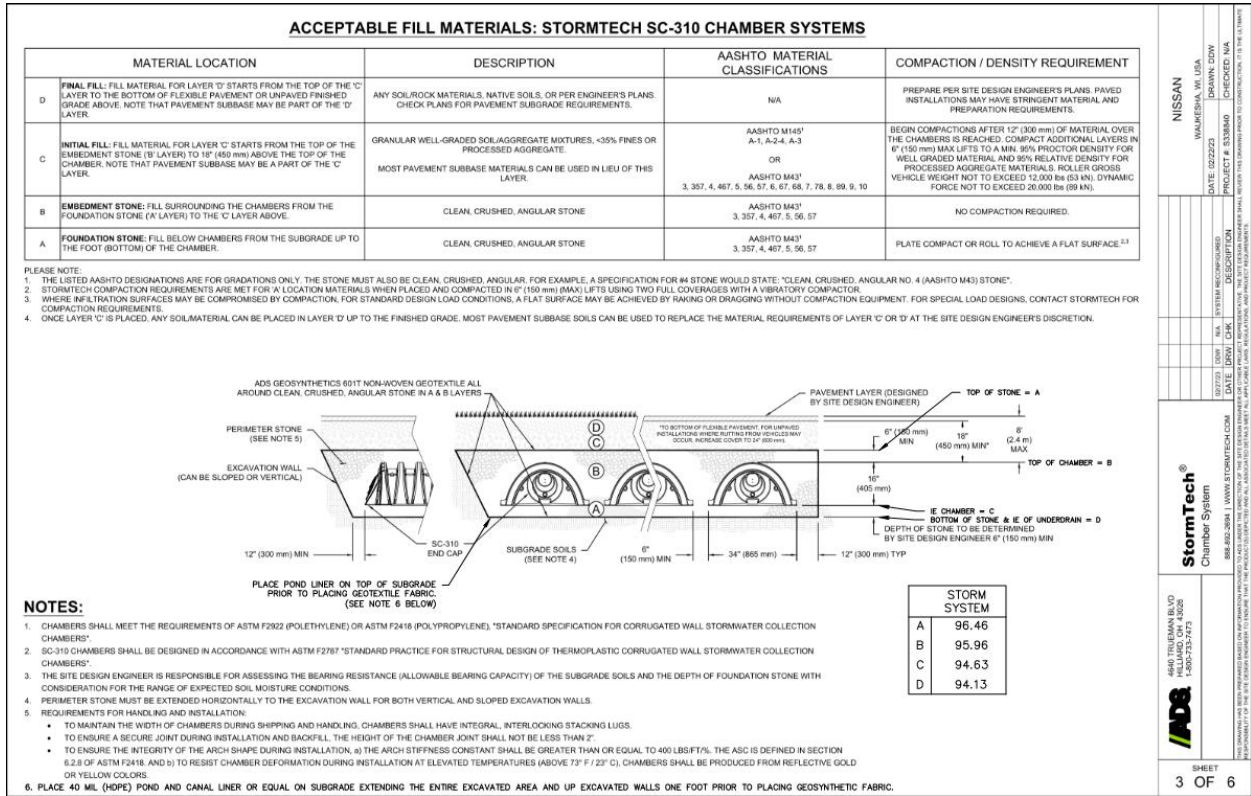 ACCEPTABLE FILL MATERIALS: STORMTECH SC-310 CHAMBER SYSTEMS
MATERIAL LOCATION
DESCRIPTION
AASHTO MATERIAL
CLASSIFICATIONS
COMPACTION / DENSITY REQUIREMENT
D
FINAL FILL: FILL MATERIAL FOR LAYER 'D' STARTS FROM THE TOP OF THE 'C'
LAYER TO THE BOTTOM OF FLEXIBLE PAVEMENT OR UNPAVED FINISHED
GRADE ABOVE. NOTE THAT PAVEMENT SUBBASE MAY BE PART OF THE 'D'
LAYER.
ANY SOIL/ROCK MATERIALS, NATIVE SOILS, OR PER ENGINEER'S PLANS.
CHECK PLANS FOR PAVEMENT SUBGRADE REQUIREMENTS.
N/A
PREPARE PER SITE DESIGN ENGINEER'S PLANS. PAVED
INSTALLATIONS MAY HAVE STRINGENT MATERIAL AND
PREPARATION REQUIREMENTS.
C
INITIAL FILL: FILL MATERIAL FOR LAYER 'C' STARTS FROM THE TOP OF THE
EMBEDMENT STONE ('B' LAYER) TO 18" (450 mm) ABOVE THE TOP OF THE
CHAMBER. NOTE THAT PAVEMENT SUBBASE MAY BE A PART OF THE 'C'
LAYER.
GRANULAR WELL-GRADED SOIL/AGGREGATE MIXTURES, <35% FINES OR
PROCESSED AGGREGATE.
MOST PAVEMENT SUBBASE MATERIALS CAN BE USED IN LIEU OF THIS
LAYER.
AASHTO M145¹
A-1, A-2-4, A-3
OR
AASHTO M43¹
3, 357, 4, 467, 5, 56, 57, 6, 67, 68, 7, 78, 8, 89, 9, 10
BEGIN COMPACTIONS AFTER 12" (300 mm) OF MATERIAL OVER
THE CHAMBERS IS REACHED. COMPACT ADDITIONAL LAYERS IN
6" (150 mm) MAX LIFTS TO A MIN. 95% PROCTOR DENSITY FOR
WELL GRADED MATERIAL AND 95% RELATIVE DENSITY FOR
PROCESSED AGGREGATE MATERIALS. ROLLER GROSS
VEHICLE WEIGHT NOT TO EXCEED 12,000 lbs (53 kN). DYNAMIC
FORCE NOT TO EXCEED 20,000 lbs (89 kN).
B
EMBEDMENT STONE: FILL SURROUNDING THE CHAMBERS FROM THE
FOUNDATION STONE ('A' LAYER) TO THE 'C' LAYER ABOVE.
CLEAN, CRUSHED, ANGULAR STONE
AASHTO M43¹
3, 357, 4, 467, 5, 56, 57
NO COMPACTION REQUIRED.
A
FOUNDATION STONE: FILL BELOW CHAMBERS FROM THE SUBGRADE UP TO
THE FOOT (BOTTOM) OF THE CHAMBER.
CLEAN, CRUSHED, ANGULAR STONE
AASHTO M43¹
3, 357, 4, 467, 5, 56, 57
PLATE COMPACT OR ROLL TO ACHIEVE A FLAT SURFACE.²,³
PLEASE NOTE:
1. THE LISTED AASHTO DESIGNATIONS ARE FOR GRADATIONS ONLY. THE STONE MUST ALSO BE CLEAN, CRUSHED, ANGULAR. FOR EXAMPLE, A SPECIFICATION FOR #4 STONE WOULD STATE: "CLEAN, CRUSHED, ANGULAR NO. 4 (AASHTO M43) STONE".
2. STORMTECH COMPACTION REQUIREMENTS ARE MET FOR 'A' LOCATION MATERIALS WHEN PLACED AND COMPACTED IN 6" (150 mm) (MAX) LIFTS USING TWO FULL COVERAGES WITH A VIBRATORY COMPACTOR.
3. WHERE INFILTRATION SURFACES MAY BE COMPROMISED BY COMPACTION, FOR STANDARD DESIGN LOAD CONDITIONS, A FLAT SURFACE MAY BE ACHIEVED BY RAKING OR DRAGGING WITHOUT COMPACTION EQUIPMENT. FOR SPECIAL LOAD DESIGNS, CONTACT STORMTECH FOR
COMPACTION REQUIREMENTS.
4. ONCE LAYER 'C' IS PLACED, ANY SOIL/MATERIAL CAN BE PLACED IN LAYER 'D' UP TO THE FINISHED GRADE. MOST PAVEMENT SUBBASE SOILS CAN BE USED TO REPLACE THE MATERIAL REQUIREMENTS OF LAYER 'C' OR 'D' AT THE SITE DESIGN ENGINEER'S DISCRETION.
ADS GEOSYNTHETICS 601T NON-WOVEN GEOTEXTILE ALL
AROUND CLEAN, CRUSHED, ANGULAR STONE IN A & B LAYERS
PERIMETER STONE
(SEE NOTE 5)
EXCAVATION WALL
(CAN BE SLOPED OR VERTICAL)
PAVEMENT LAYER (DESIGNED
BY SITE DESIGN ENGINEER)
TOP OF STONE = A
*TO BOTTOM OF FLEXIBLE PAVEMENT. FOR UNPAVED
INSTALLATIONS WHERE RUTTING FROM VEHICLES MAY
OCCUR, INCREASE COVER TO 24" (600 mm).
D
C
B
A
6" (150 mm)
MIN
18"
(450 mm) MIN*
8'
(2.4 m)
MAX
TOP OF CHAMBER = B
16"
(405 mm)
IE CHAMBER = C
BOTTOM OF STONE & IE OF UNDERDRAIN = D
DEPTH OF STONE TO BE DETERMINED
BY SITE DESIGN ENGINEER 6" (150 mm) MIN
12" (300 mm) MIN
SC-310
END CAP
SUBGRADE SOILS
(SEE NOTE 4)
6"
(150 mm) MIN
34" (865 mm)
12" (300 mm) TYP
PLACE POND LINER ON TOP OF SUBGRADE
PRIOR TO PLACING GEOTEXTILE FABRIC.
(SEE NOTE 6 BELOW)
STORM
SYSTEM
A 96.46
B 95.96
C 94.63
D 94.13
NOTES:
1. CHAMBERS SHALL MEET THE REQUIREMENTS OF ASTM F2922 (POLETHYLENE) OR ASTM F2418 (POLYPROPYLENE), "STANDARD SPECIFICATION FOR CORRUGATED WALL STORMWATER COLLECTION
CHAMBERS".
2. SC-310 CHAMBERS SHALL BE DESIGNED IN ACCORDANCE WITH ASTM F2787 "STANDARD PRACTICE FOR STRUCTURAL DESIGN OF THERMOPLASTIC CORRUGATED WALL STORMWATER COLLECTION
CHAMBERS".
3. THE SITE DESIGN ENGINEER IS RESPONSIBLE FOR ASSESSING THE BEARING RESISTANCE (ALLOWABLE BEARING CAPACITY) OF THE SUBGRADE SOILS AND THE DEPTH OF FOUNDATION STONE WITH
CONSIDERATION FOR THE RANGE OF EXPECTED SOIL MOISTURE CONDITIONS.
4. PERIMETER STONE MUST BE EXTENDED HORIZONTALLY TO THE EXCAVATION WALL FOR BOTH VERTICAL AND SLOPED EXCAVATION WALLS.
5. REQUIREMENTS FOR HANDLING AND INSTALLATION:
• TO MAINTAIN THE WIDTH OF CHAMBERS DURING SHIPPING AND HANDLING, CHAMBERS SHALL HAVE INTEGRAL, INTERLOCKING STACKING LUGS.
• TO ENSURE A SECURE JOINT DURING INSTALLATION AND BACKFILL, THE HEIGHT OF THE CHAMBER JOINT SHALL NOT BE LESS THAN 2".
• TO ENSURE THE INTEGRITY OF THE ARCH SHAPE DURING INSTALLATION, a) THE ARCH STIFFNESS CONSTANT SHALL BE GREATER THAN OR EQUAL TO 400 LBS/FT/%. THE ASC IS DEFINED IN SECTION
6.2.8 OF ASTM F2418. AND b) TO RESIST CHAMBER DEFORMATION DURING INSTALLATION AT ELEVATED TEMPERATURES (ABOVE 73° F / 23° C), CHAMBERS SHALL BE PRODUCED FROM REFLECTIVE GOLD
OR YELLOW COLORS.
6. PLACE 40 MIL (HDPE) POND AND CANAL LINER OR EQUAL ON SUBGRADE EXTENDING THE ENTIRE EXCAVATED AREA AND UP EXCAVATED WALLS ONE FOOT PRIOR TO PLACING GEOSYNTHETIC FABRIC.
NISSAN
WAUKESHA, WI, USA
DATE: 02/22/23
DRAWN: DDW
PROJECT #: S338840
CHECKED: N/A
02/27/23 DDW N/A SYSTEM RECONFIGURED
DATE DRW CHK DESCRIPTION
StormTech®
Chamber System
888-892-2694 | WWW.STORMTECH.COM
ADS
4640 TRUEMAN BLVD
HILLIARD, OH 43026
1-800-733-7473
SHEET
3 OF 6